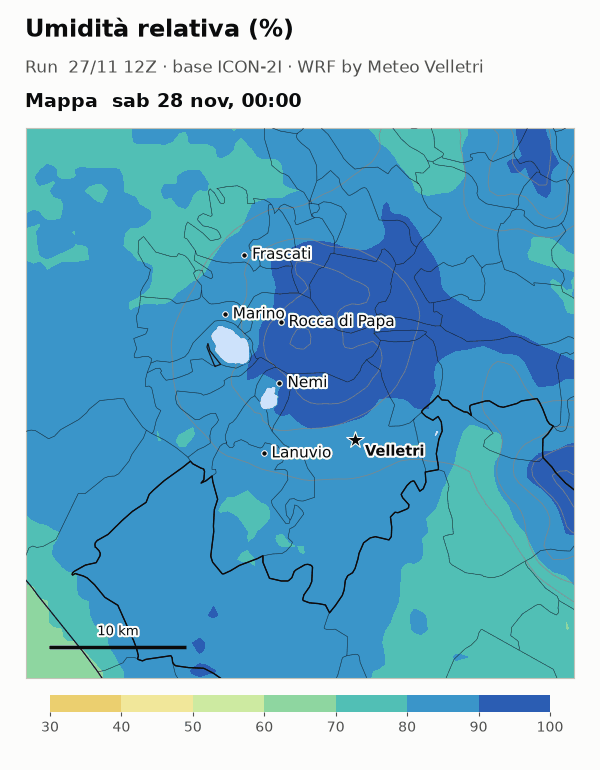 Umidità relativa (%)
Run  27/11 12Z · base ICON-2I · WRF by Meteo Velletri
Mappa  sab 28 nov, 00:00
Frascati
Marino
Rocca di Papa
Nemi
Velletri
Lanuvio
10 km
30 40 50 60 70 80 90 100